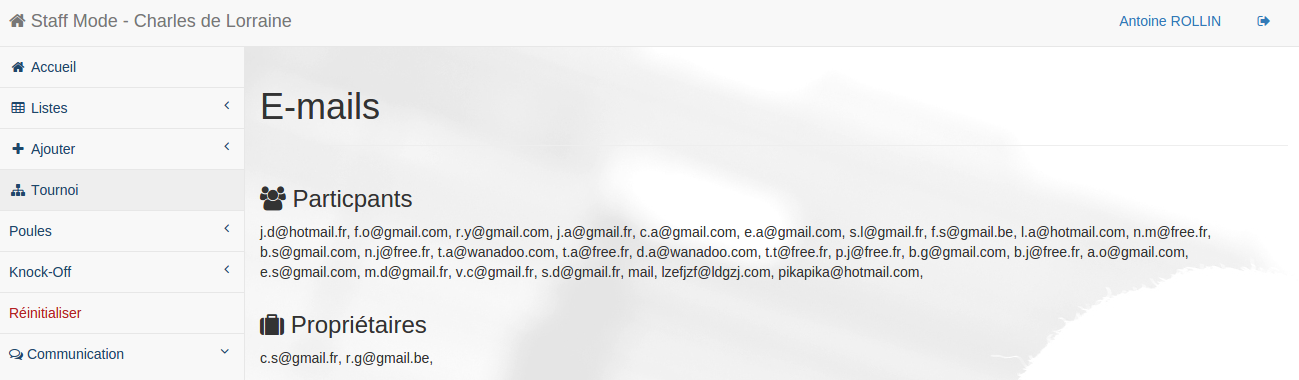 Staff Mode - Charles de Lorraine
Antoine ROLLIN
Accueil
Listes
Ajouter
Tournoi
Poules
Knock-Off
Réinitialiser
Communication
E-mails
Particpants
j.d@hotmail.fr, f.o@gmail.com, r.y@gmail.com, j.a@gmail.fr, c.a@gmail.com, e.a@gmail.com, s.l@gmail.fr, f.s@gmail.be, l.a@hotmail.com, n.m@free.fr,
b.s@gmail.com, n.j@free.fr, t.a@wanadoo.com, t.a@free.fr, d.a@wanadoo.com, t.t@free.fr, p.j@free.fr, b.g@gmail.com, b.j@free.fr, a.o@gmail.com,
e.s@gmail.com, m.d@gmail.fr, v.c@gmail.fr, s.d@gmail.fr, mail, lzefjzf@ldgzj.com, pikapika@hotmail.com,
Propriétaires
c.s@gmail.fr, r.g@gmail.be,